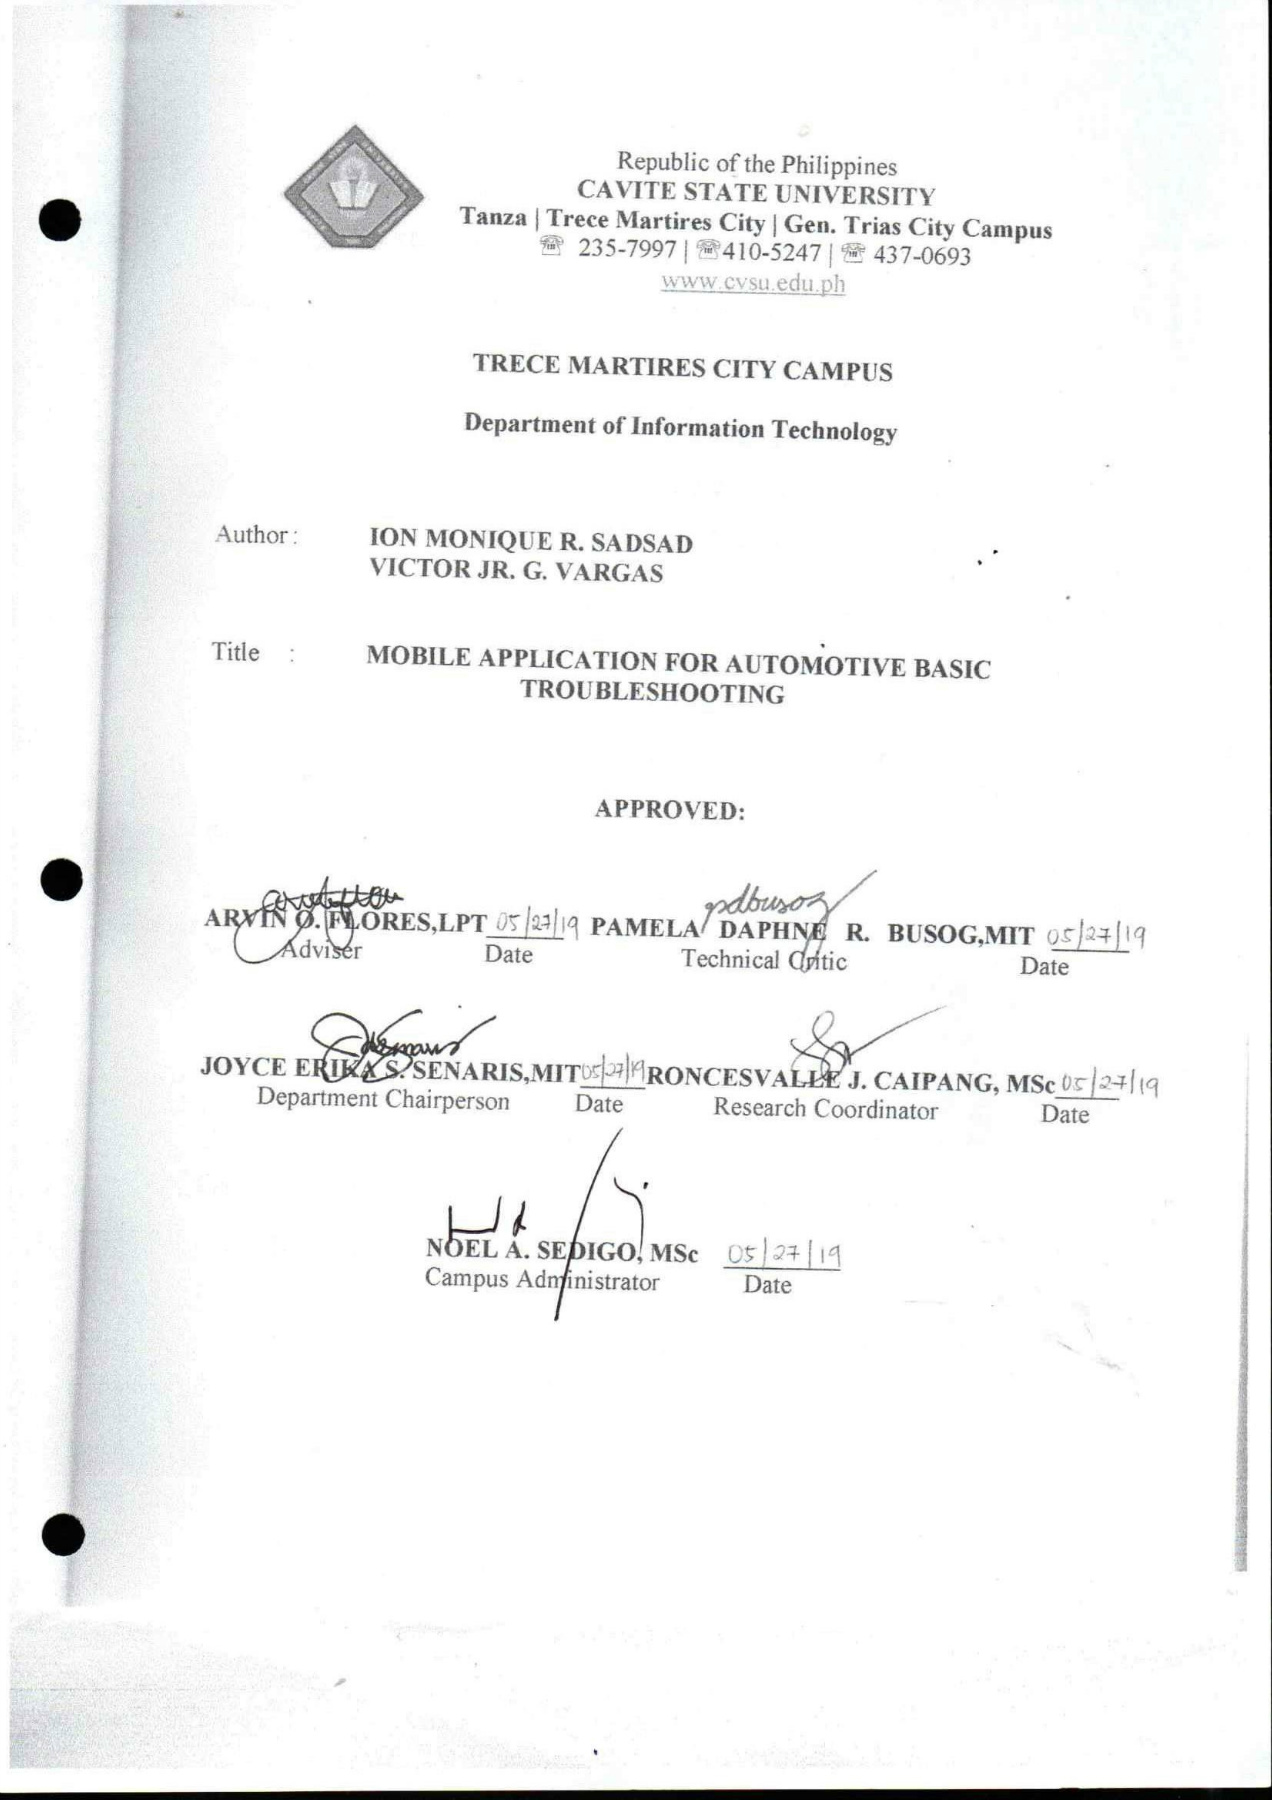 Republic of the Philippines
CAVITE STATE UNIVERSITY
Tanza | Trece Martires City | Gen. Trias City Campus
☏ 235-7997 | ☏410-5247 | ☏ 437-0693
www.cvsu.edu.ph
TRECE MARTIRES CITY CAMPUS
Department of Information Technology
Author : ION MONIQUE R. SADSAD
VICTOR JR. G. VARGAS
Title : MOBILE APPLICATION FOR AUTOMOTIVE BASIC
TROUBLESHOOTING
APPROVED:
pdbusog
ARVIN O. FLORES,LPT 05/27/19 PAMELA DAPHNE R. BUSOG,MIT 05/27/19
Adviser Date Technical Critic Date
JOYCE ERIKA S. SENARIS,MIT 05/27/19 RONCESVALLE J. CAIPANG, MSc 05/27/19
Department Chairperson Date Research Coordinator Date
NOEL A. SEDIGO, MSc 05/27/19
Campus Administrator Date